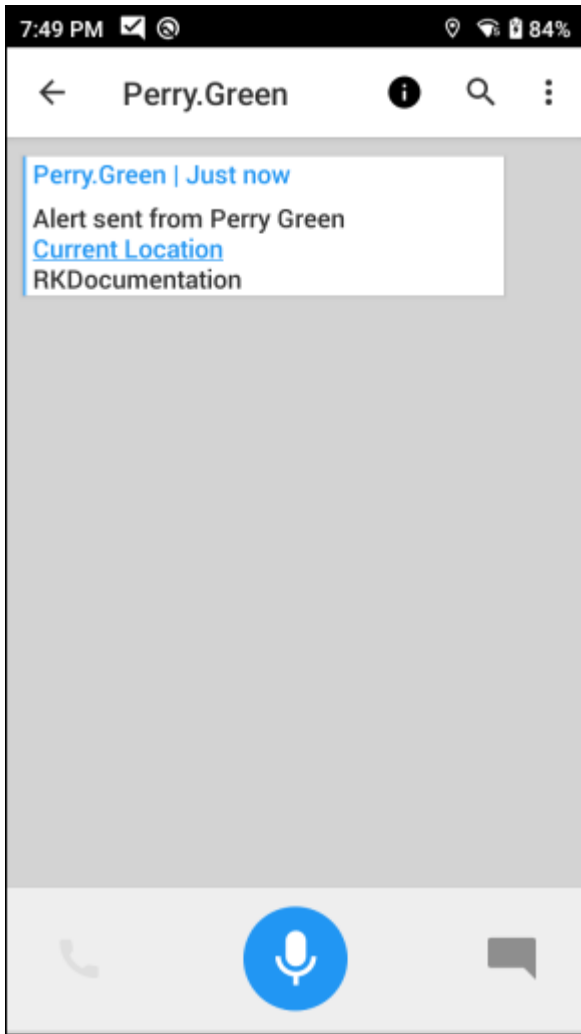 7:49 PM 84%
Perry.Green
Perry.Green | Just now
Alert sent from Perry Green
Current Location
RKDocumentation